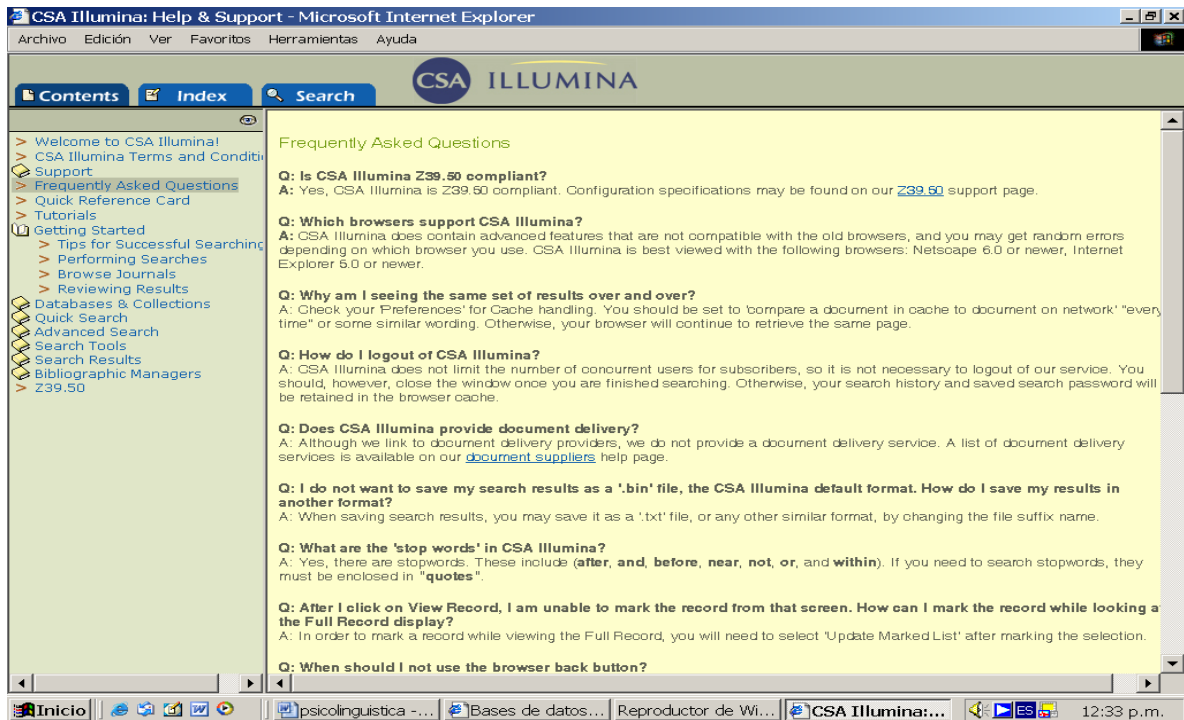 CSA Illumina: Help & Support - Microsoft Internet Explorer
Archivo Edición Ver Favoritos Herramientas Ayuda
CSA ILLUMINA
Contents Index Search
> Welcome to CSA Illumina!
> CSA Illumina Terms and Conditi
Support
> Frequently Asked Questions
> Quick Reference Card
> Tutorials
Getting Started
> Tips for Successful Searching
> Performing Searches
> Browse Journals
> Reviewing Results
Databases & Collections
Quick Search
Advanced Search
Search Tools
Search Results
Bibliographic Managers
> Z39.50
Frequently Asked Questions
Q: Is CSA Illumina Z39.50 compliant?
A: Yes, CSA Illumina is Z39.50 compliant. Configuration specifications may be found on our Z39.50 support page.
Q: Which browsers support CSA Illumina?
A: CSA Illumina does contain advanced features that are not compatible with the old browsers, and you may get random errors
depending on which browser you use. CSA Illumina is best viewed with the following browsers: Netscape 6.0 or newer, Internet
Explorer 5.0 or newer.
Q: Why am I seeing the same set of results over and over?
A: Check your 'Preferences' for Cache handling. You should be set to 'compare a document in cache to document on network' "every
time" or some similar wording. Otherwise, your browser will continue to retrieve the same page.
Q: How do I logout of CSA Illumina?
A: CSA Illumina does not limit the number of concurrent users for subscribers, so it is not necessary to logout of our service. You
should, however, close the window once you are finished searching. Otherwise, your search history and saved search password will
be retained in the browser cache.
Q: Does CSA Illumina provide document delivery?
A: Although we link to document delivery providers, we do not provide a document delivery service. A list of document delivery
services is available on our document suppliers help page.
Q: I do not want to save my search results as a '.bin' file, the CSA Illumina default format. How do I save my results in
another format?
A: When saving search results, you may save it as a '.txt' file, or any other similar format, by changing the file suffix name.
Q: What are the 'stop words' in CSA Illumina?
A: Yes, there are stopwords. These include (after, and, before, near, not, or, and within). If you need to search stopwords, they
must be enclosed in "quotes".
Q: After I click on View Record, I am unable to mark the record from that screen. How can I mark the record while looking a
the Full Record display?
A: In order to mark a record while viewing the Full Record, you will need to select 'Update Marked List' after marking the selection.
Q: When should I not use the browser back button?
Inicio psicolinguistica -... Bases de datos... Reproductor de Wi... CSA Illumina:... ES 12:33 p.m.